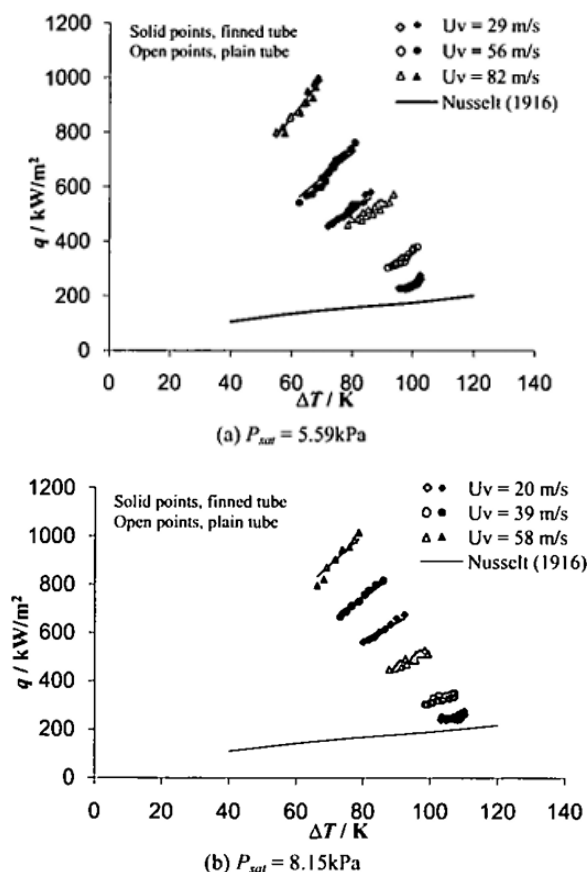 Solid points, finned tube
Open points, plain tube
Uv = 29 m/s
Uv = 56 m/s
Uv = 82 m/s
Nusselt (1916)
1200
1000
800
600
400
200
0
q / kW/m²
0 20 40 60 80 100 120 140
ΔT / K
(a) Psat = 5.59kPa
Solid points, finned tube
Open points, plain tube
Uv = 20 m/s
Uv = 39 m/s
Uv = 58 m/s
Nusselt (1916)
1200
1000
800
600
400
200
0
q / kW/m²
0 20 40 60 80 100 120 140
ΔT / K
(b) Psat = 8.15kPa